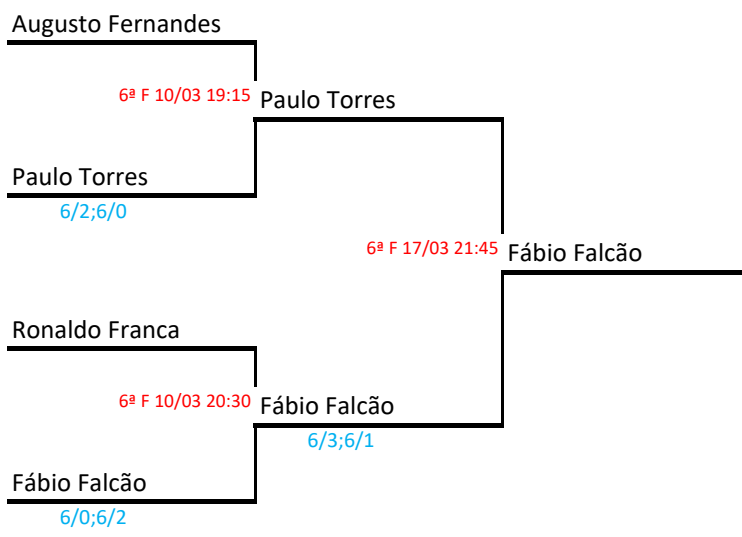 Augusto Fernandes
6ª F 10/03 19:15 Paulo Torres
Paulo Torres
6/2;6/0
6ª F 17/03 21:45 Fábio Falcão
Ronaldo Franca
6ª F 10/03 20:30 Fábio Falcão
6/3;6/1
Fábio Falcão
6/0;6/2